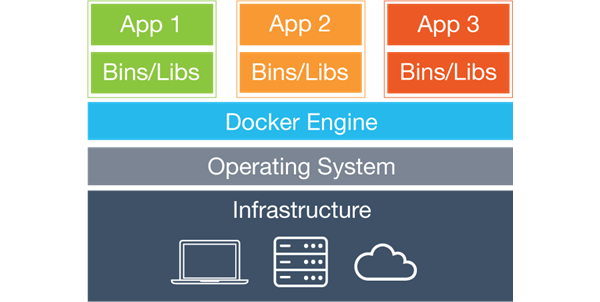 App 1
App 2
App 3
Bins/Libs
Bins/Libs
Bins/Libs
Docker Engine
Operating System
Infrastructure